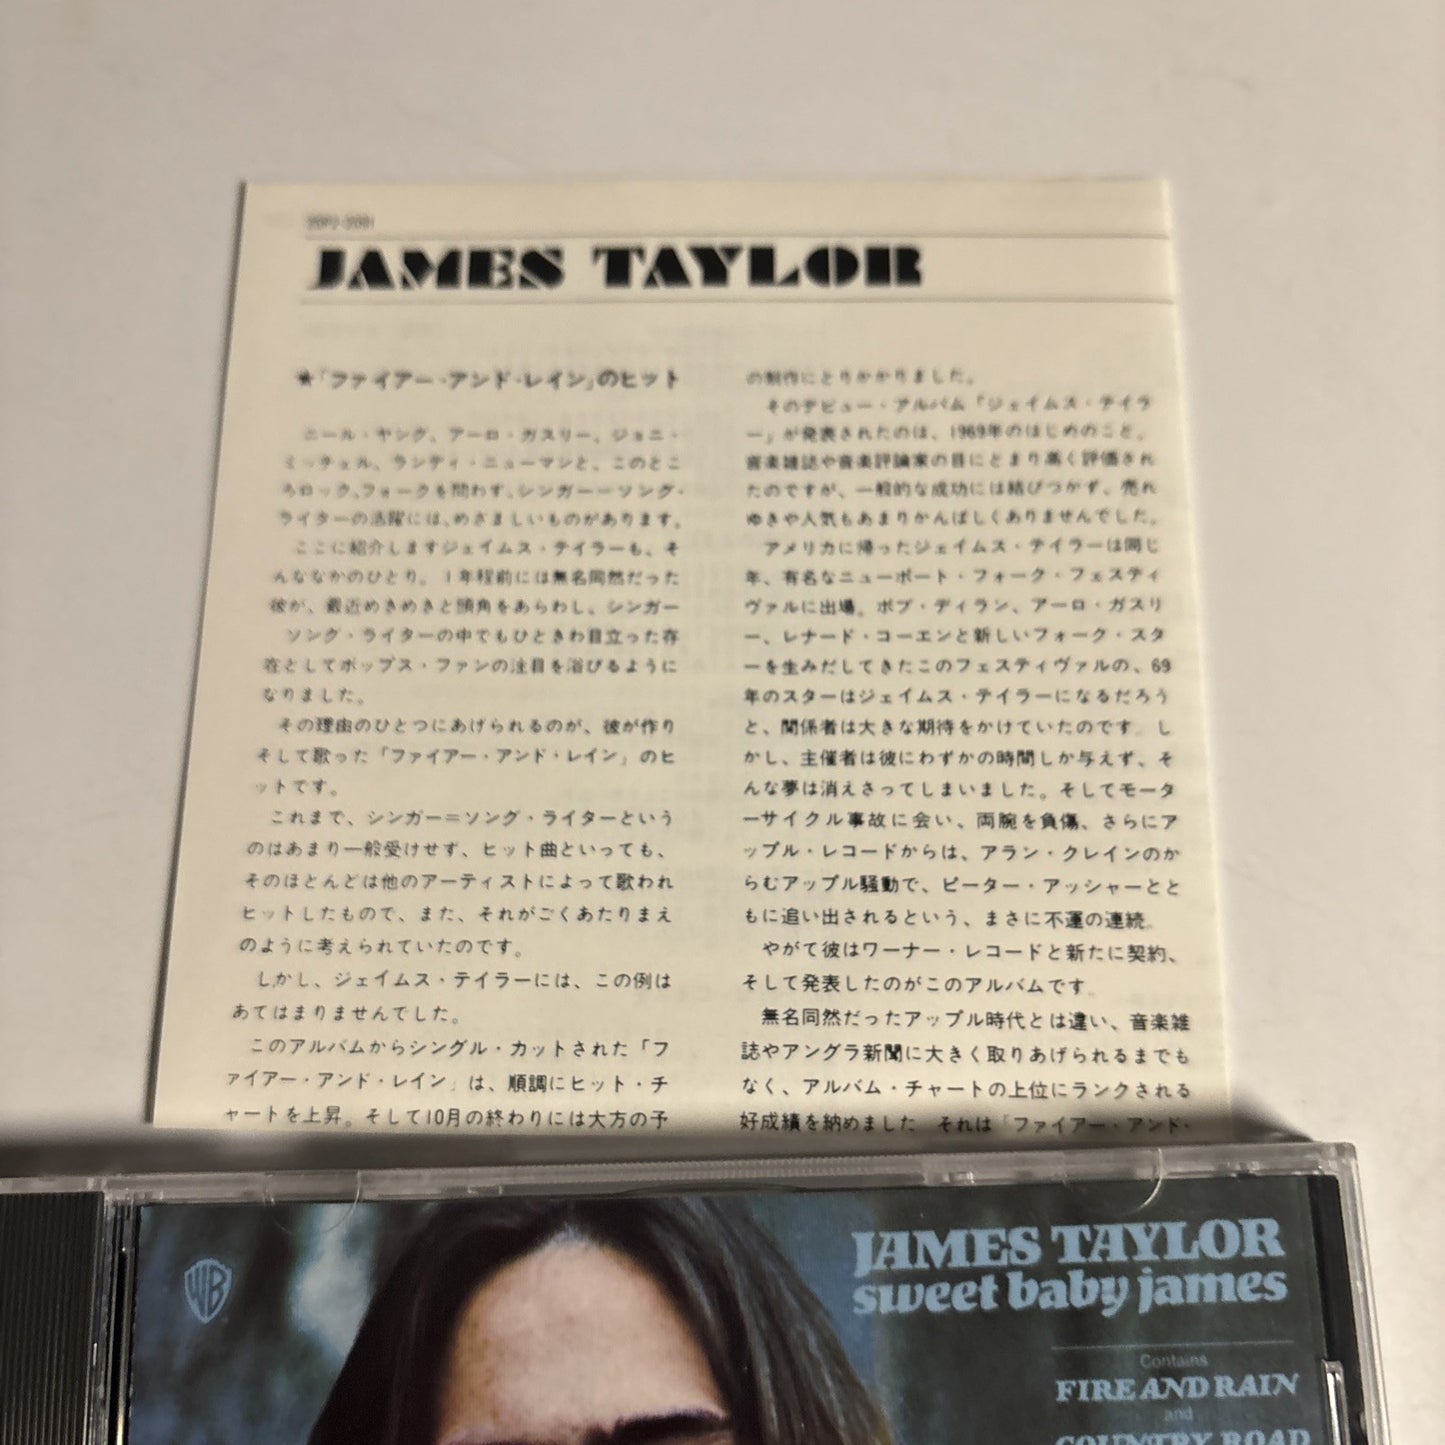 20P2-2091
JAMES TAYLOR
★「ファイアー・アンド・レイン」のヒット
ニール・ヤング、アーロ・ガスリー、ジョニ・
ミッチェル、ランディ・ニューマンと、このとこ
ろロック、フォークを問わず、シンガー＝ソング・
ライターの活躍には、めざましいものがあります。
ここに紹介しますジェイムス・テイラーも、そ
んななかのひとり。1年程前には無名同然だった
彼が、最近めきめきと頭角をあらわし、シンガー
ソング・ライターの中でもひときわ目立った存
在としてポップス・ファンの注目を浴びるように
なりました。
その理由のひとつにあげられるのが、彼が作り
そして歌った「ファイアー・アンド・レイン」のヒ
ットです。
これまで、シンガー＝ソング・ライターという
のはあまり一般受けせず、ヒット曲といっても、
そのほとんどは他のアーティストによって歌われ
ヒットしたもので、また、それがごくあたりまえ
のように考えられていたのです。
しかし、ジェイムス・テイラーには、この例は
あてはまりませんでした。
このアルバムからシングル・カットされた「フ
ァイアー・アンド・レイン」は、順調にヒット・チ
ャートを上昇。そして10月の終わりには大方の予
の制作にとりかかりました。
そのデビュー・アルバム「ジェイムス・テイラ
ー」が発表されたのは、1969年のはじめのこと。
音楽雑誌や音楽評論家の目にとまり高く評価され
たのですが、一般的な成功には結びつかず、売れ
ゆきや人気もあまりかんばしくありませんでした。
アメリカに帰ったジェイムス・テイラーは同じ
年、有名なニューポート・フォーク・フェスティ
ヴァルに出場。ボブ・ディラン、アーロ・ガスリ
ー、レナード・コーエンと新しいフォーク・スタ
ーを生みだしてきたこのフェスティヴァルの、69
年のスターはジェイムス・テイラーになるだろう
と、関係者は大きな期待をかけていたのです。し
かし、主催者は彼にわずかの時間しか与えず、そ
んな夢は消えさってしまいました。そしてモータ
ーサイクル事故に会い、両腕を負傷、さらにア
ップル・レコードからは、アラン・クレインのか
らむアップル騒動で、ピーター・アッシャーとと
もに追い出されるという、まさに不運の連続。
やがて彼はワーナー・レコードと新たに契約、
そして発表したのがこのアルバムです。
無名同然だったアップル時代とは違い、音楽雑
誌やアングラ新聞に大きく取りあげられるまでも
なく、アルバム・チャートの上位にランクされる
好成績を納めました。それは「ファイアー・アンド・
WB
JAMES TAYLOR
sweet baby james
Contains
FIRE AND RAIN
and
COUNTRY ROAD